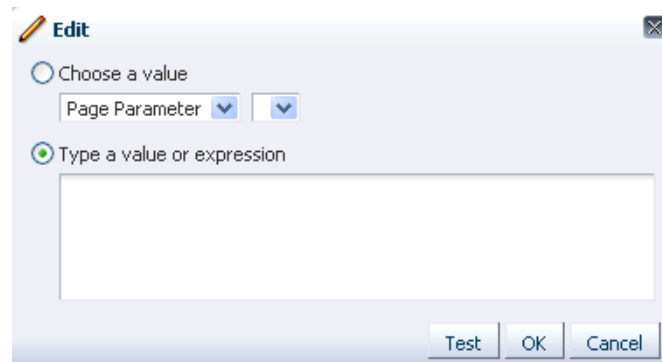 Edit
Choose a value
Page Parameter
Type a value or expression
Test OK Cancel